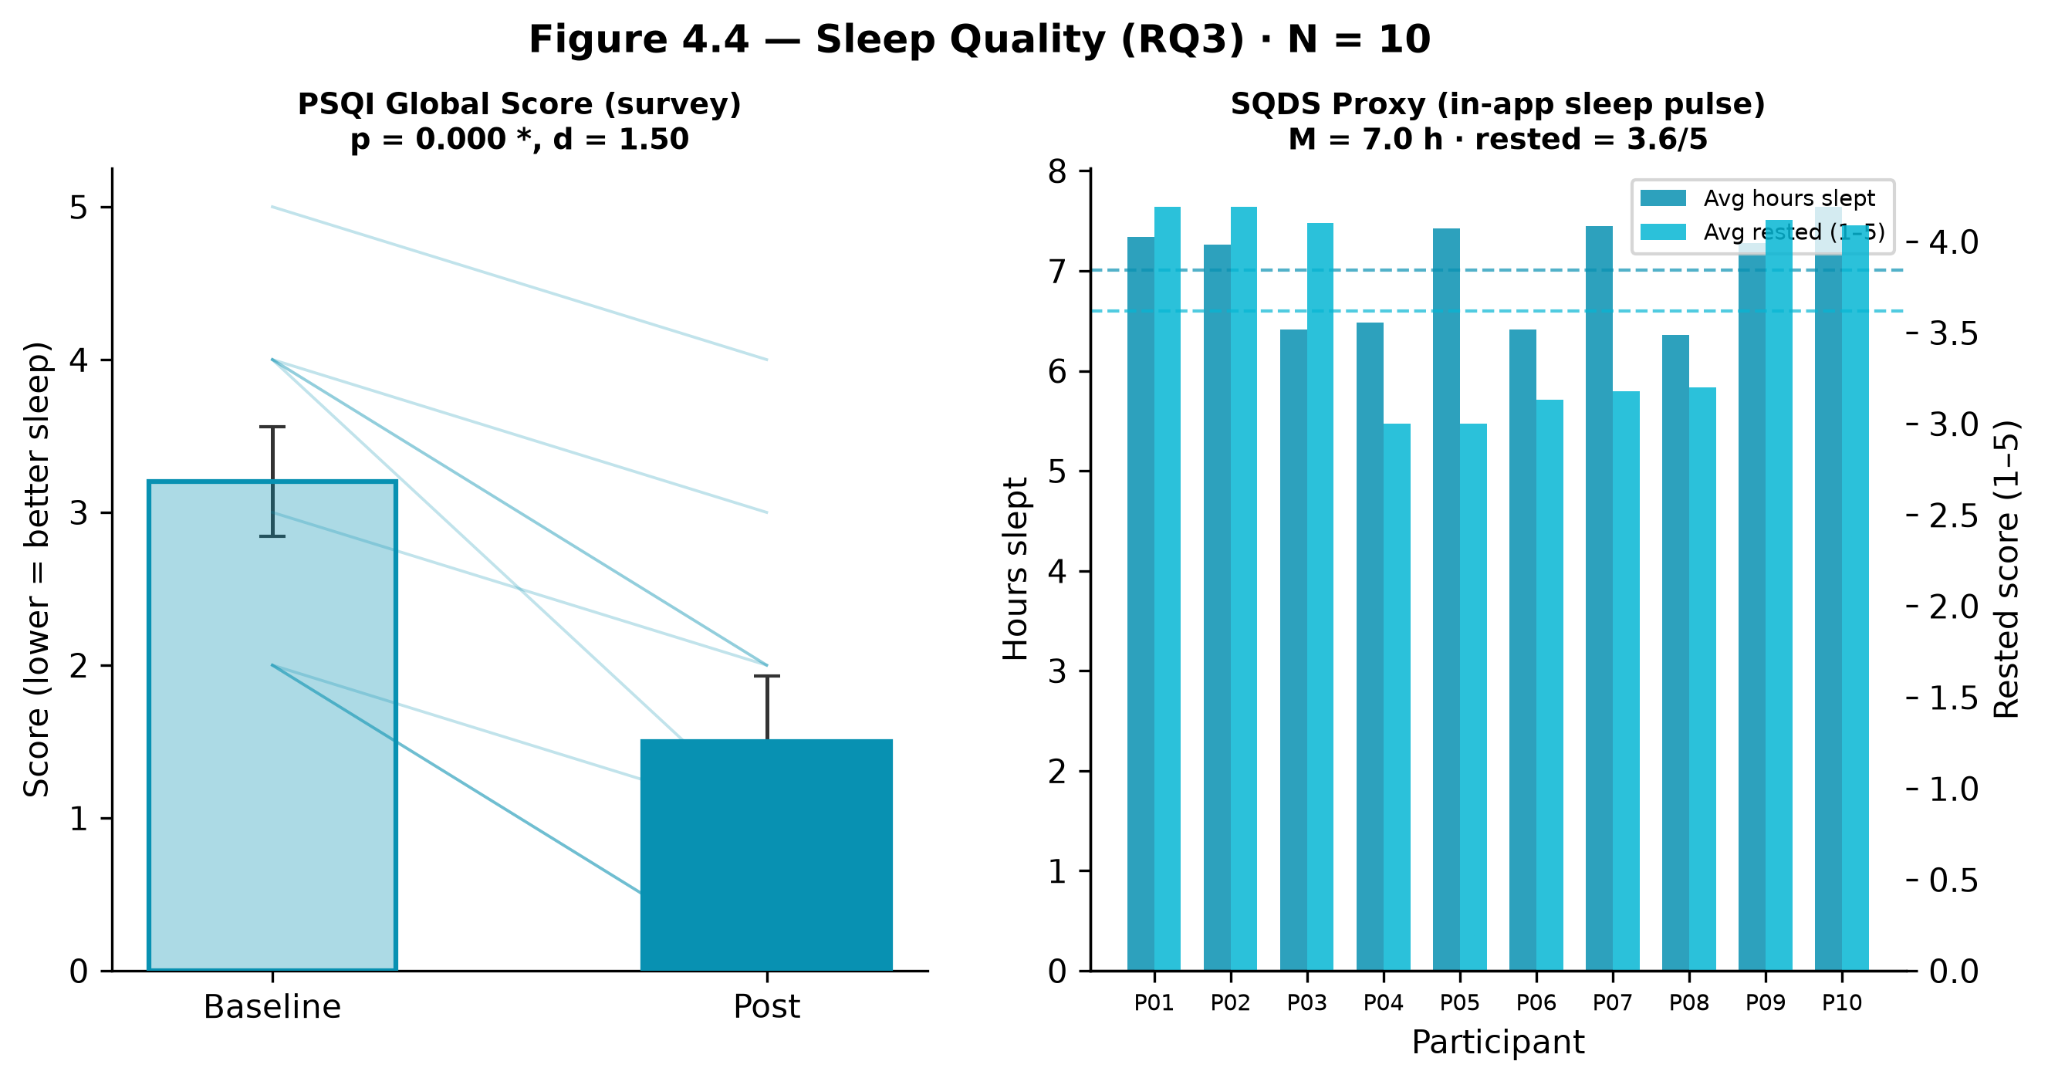 Figure 4.4 — Sleep Quality (RQ3) · N = 10
PSQI Global Score (survey)
p = 0.000 *, d = 1.50
Score (lower = better sleep)
5
4
3
2
1
0
Baseline
Post
SQDS Proxy (in-app sleep pulse)
M = 7.0 h · rested = 3.6/5
Avg hours slept
Avg rested (1–5)
Hours slept
8
7
6
5
4
3
2
1
0
4.0
3.5
3.0
2.5
2.0
1.5
1.0
0.5
0.0
Rested score (1–5)
P01
P02
P03
P04
P05
P06
P07
P08
P09
P10
Participant